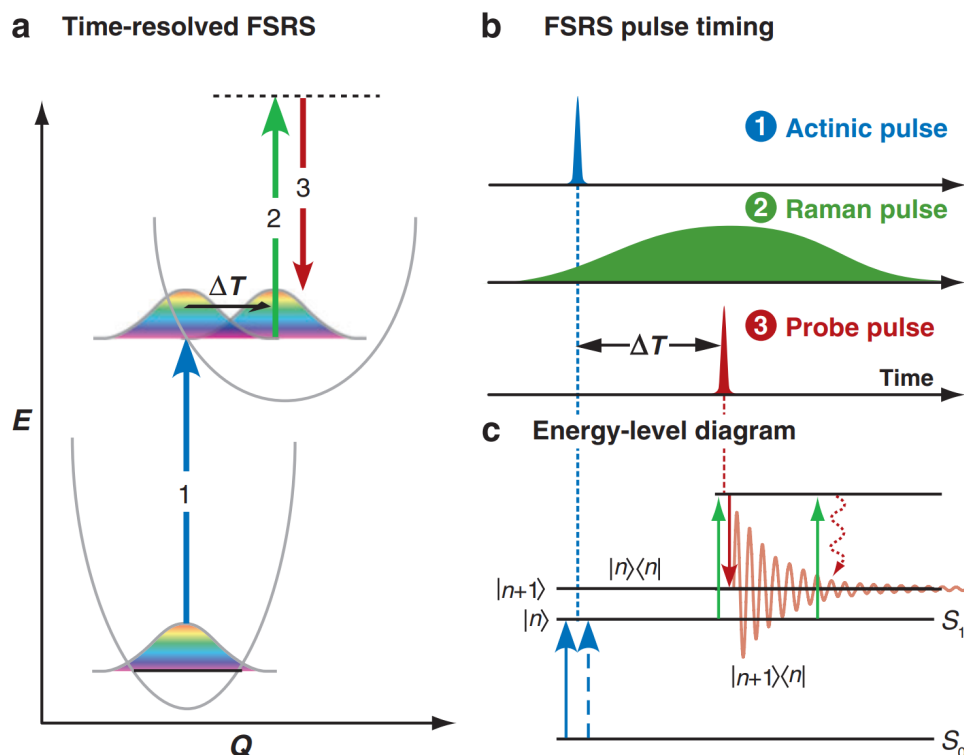 a Time-resolved FSRS
ΔT
3
2
1
E
Q
b FSRS pulse timing
1 Actinic pulse
2 Raman pulse
3 Probe pulse
ΔT
Time
c Energy-level diagram
|n⟩⟨n|
|n+1⟩
|n⟩
S1
|n+1⟩⟨n|
S0